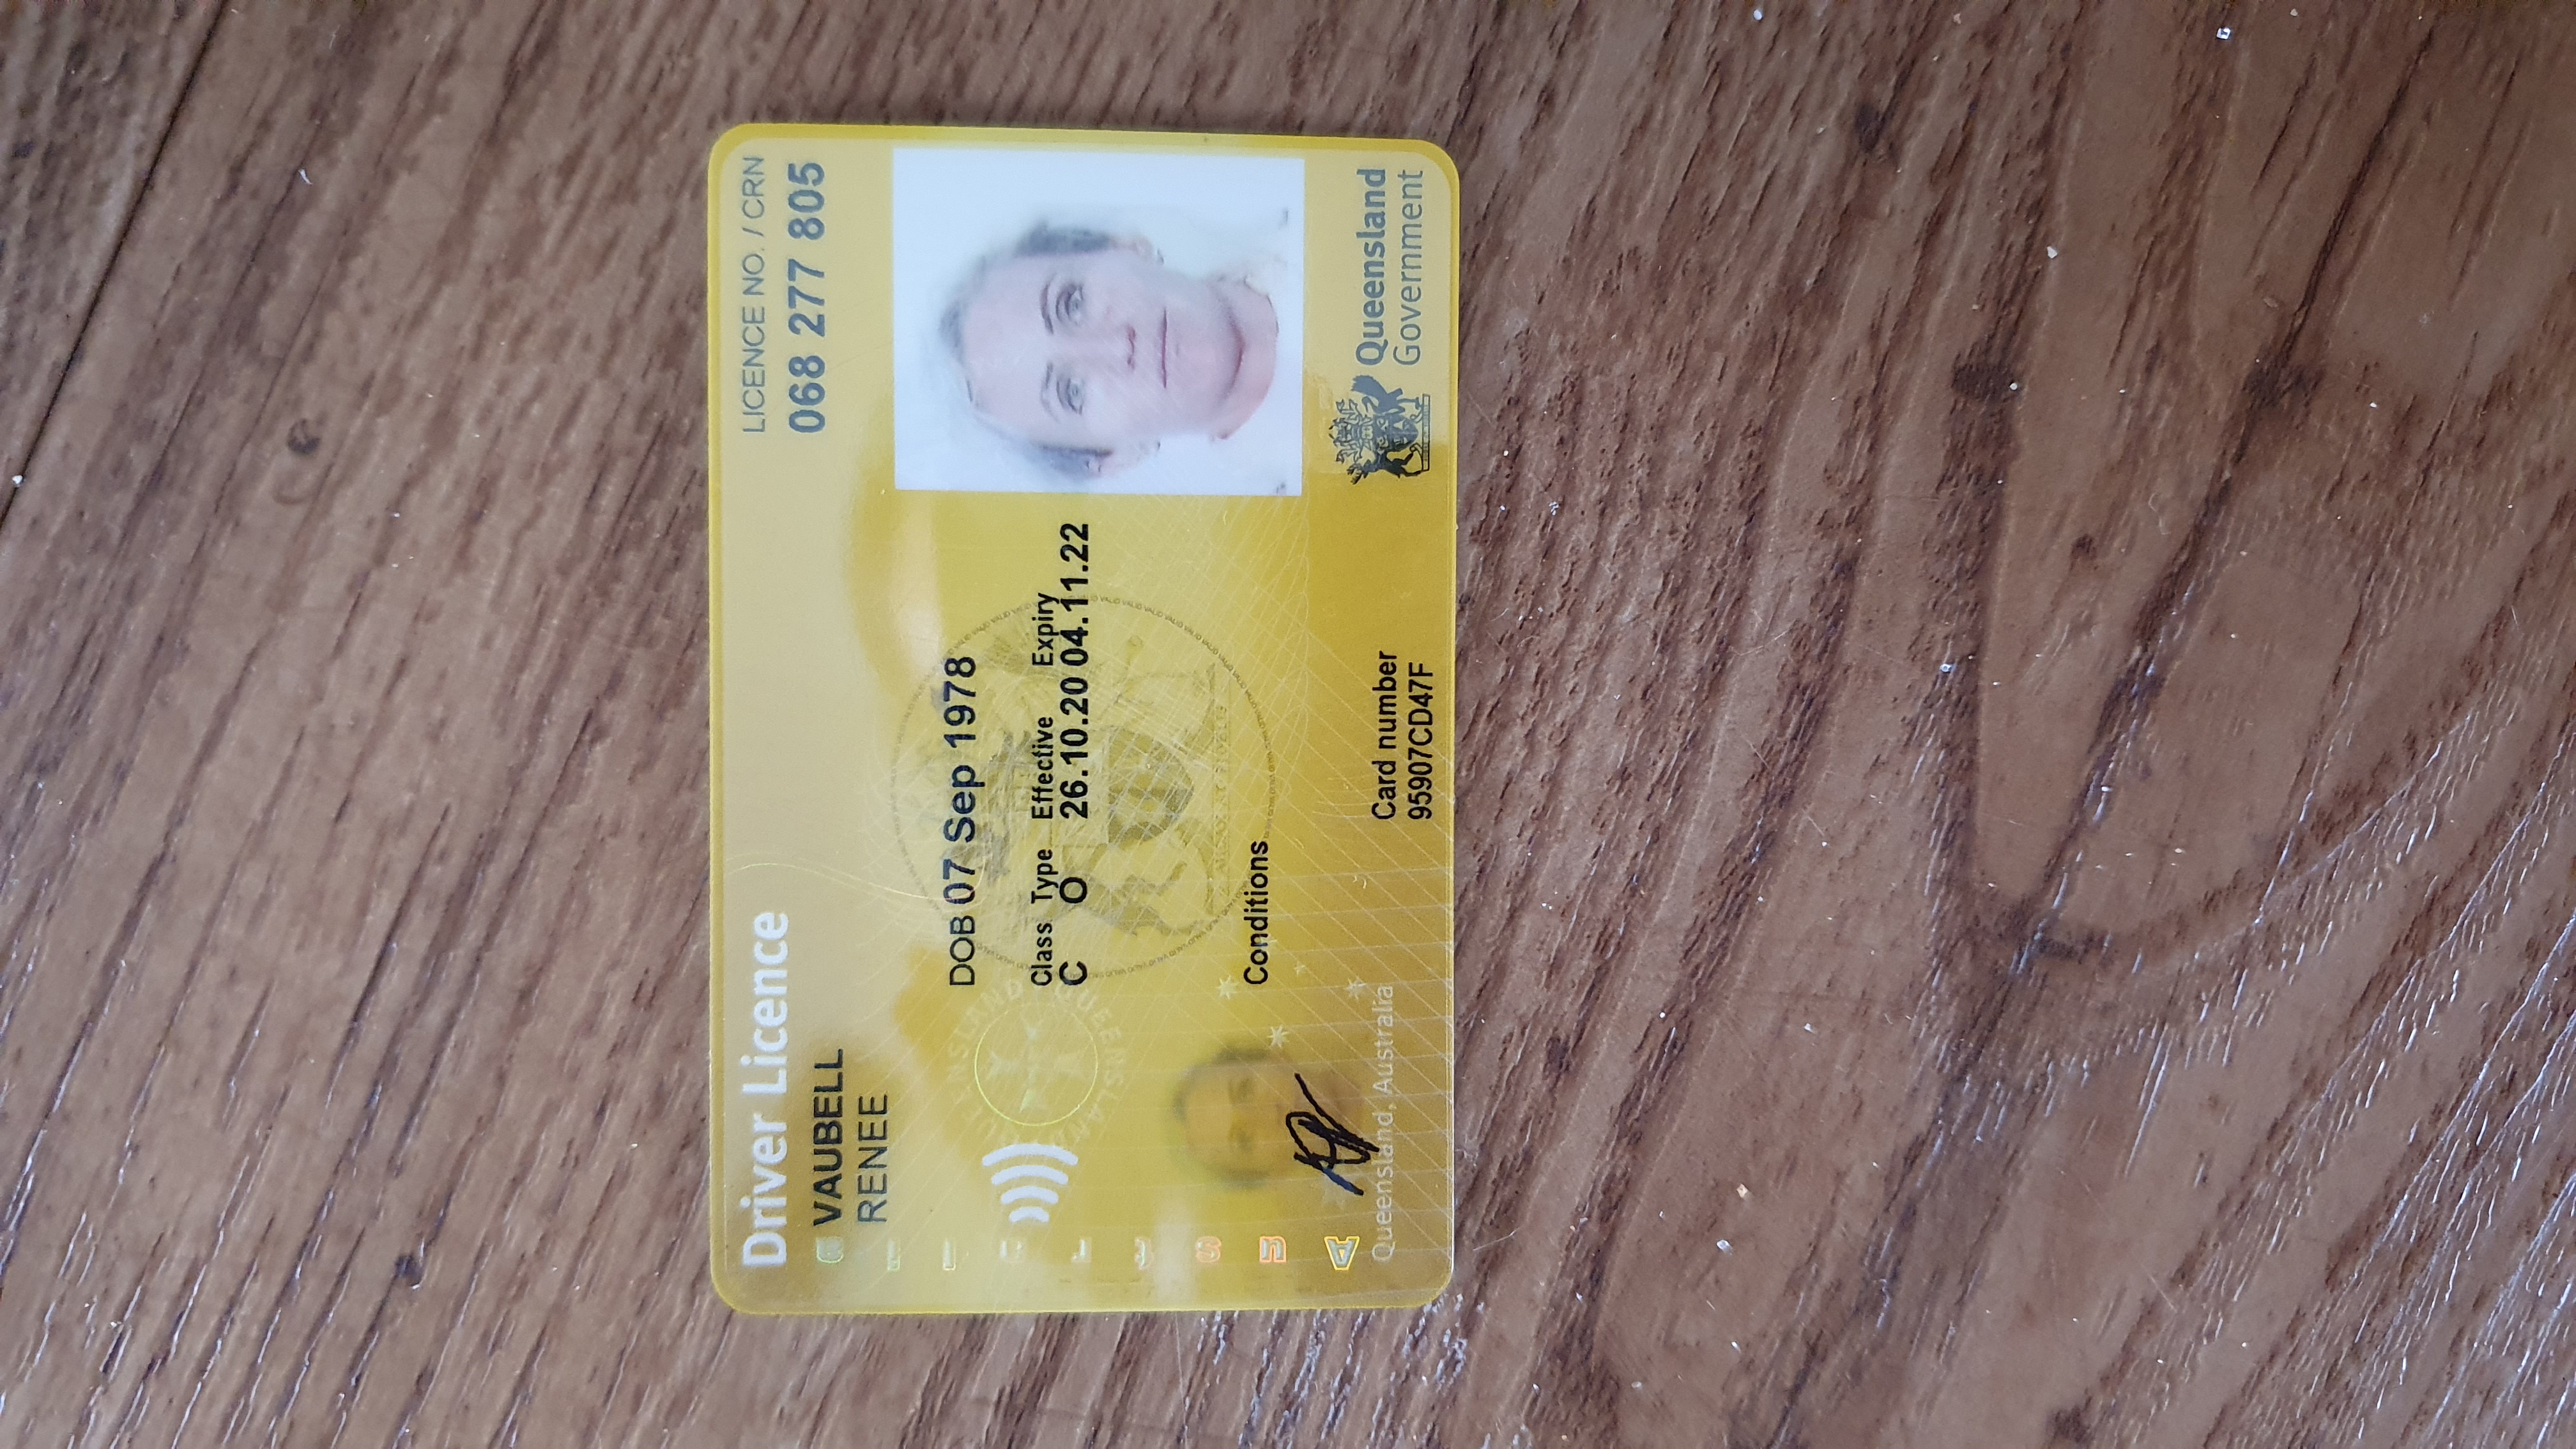 Driver Licence
LICENCE NO. / CRN
068 277 805
VAUBELL
RENEE
Australia
DOB 07 Sep 1978
Class Type Effective Expiry
C O 26.10.20 04.11.22
Conditions
Queensland, Australia
Card number
95907CD47F
Queensland
Government